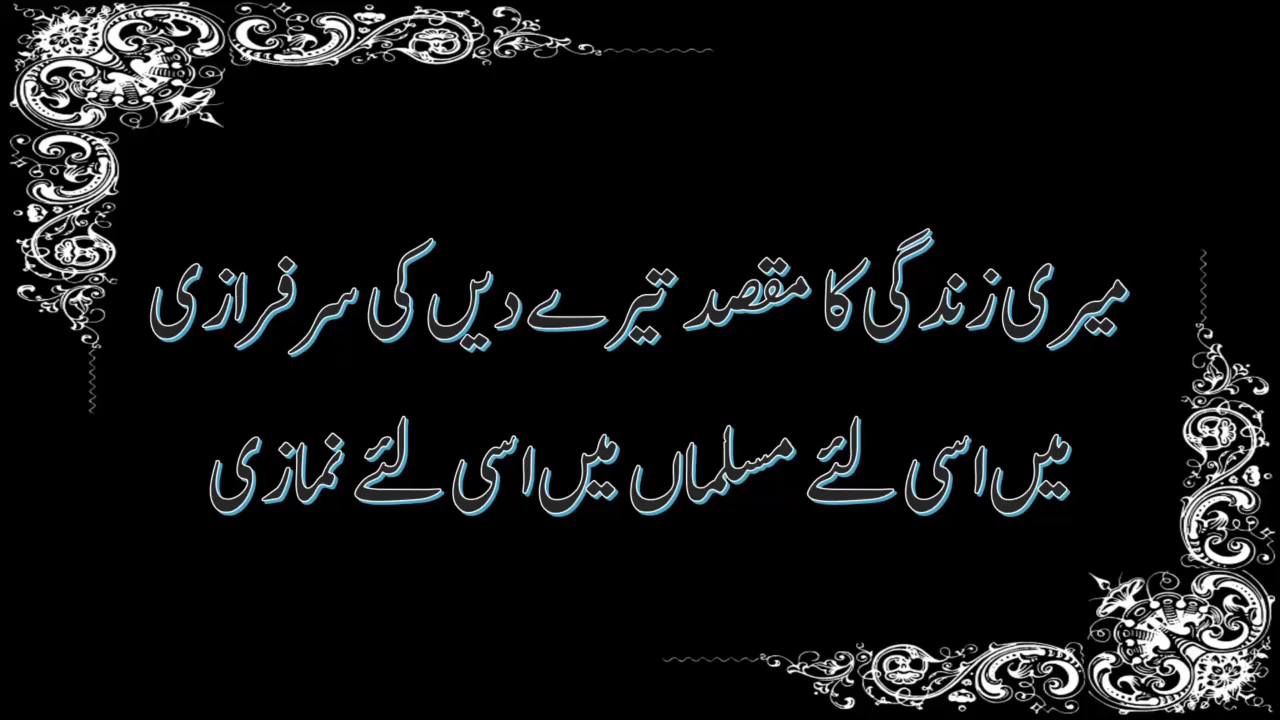 میری زندگی کا مقصد تیرے دیں کی سرفرازی
میں اسی لئے مسلماں میں اسی لئے نمازی